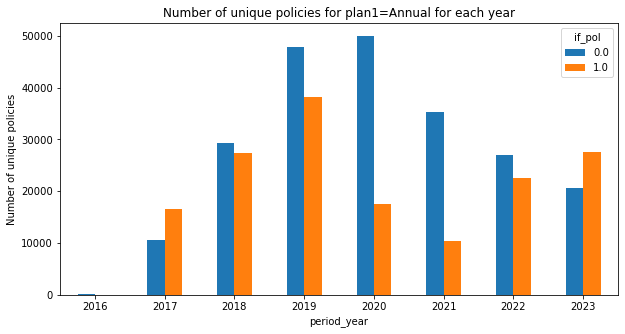 Number of unique policies for plan1=Annual for each year
if_pol
0.0
1.0
Number of unique policies
50000
40000
30000
20000
10000
0
2016 2017 2018 2019 2020 2021 2022 2023
period_year